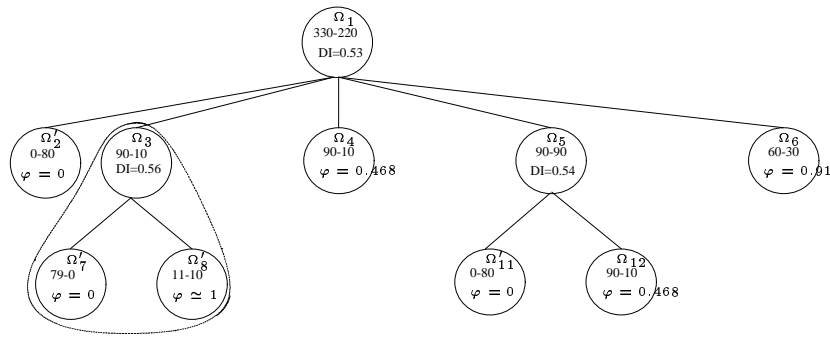 Ω1
330-220
DI=0.53
Ω'2
0-80
φ = 0
Ω3
90-10
DI=0.56
Ω4
90-10
φ = 0.468
Ω5
90-90
DI=0.54
Ω6
60-30
φ = 0.91
Ω'7
79-0
φ = 0
Ω'8
11-10
φ ≃ 1
Ω'11
0-80
φ = 0
Ω12
90-10
φ = 0.468